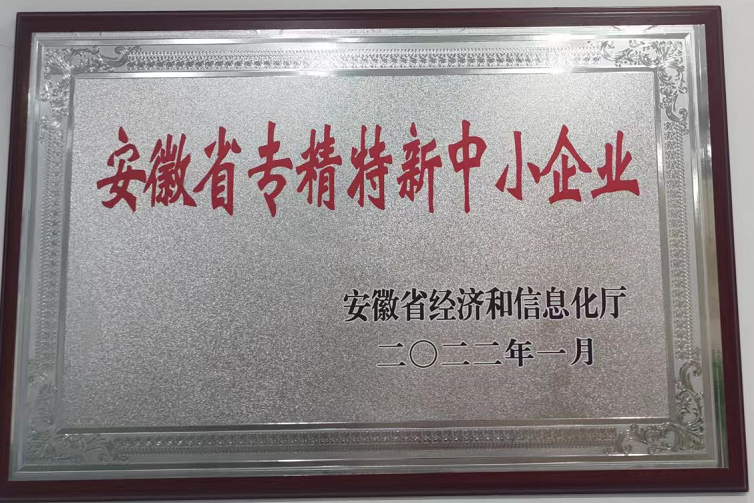 安徽省专精特新中小企业
安徽省经济和信息化厅
二〇二二年一月